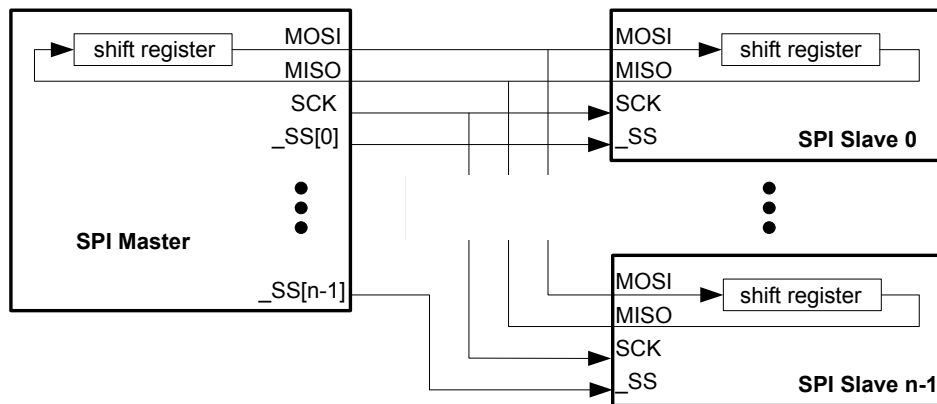 shift register
MOSI
MISO
SCK
_SS[0]
SPI Master
_SS[n-1]
MOSI
shift register
MISO
SCK
_SS
SPI Slave 0
MOSI
shift register
MISO
SCK
_SS
SPI Slave n-1